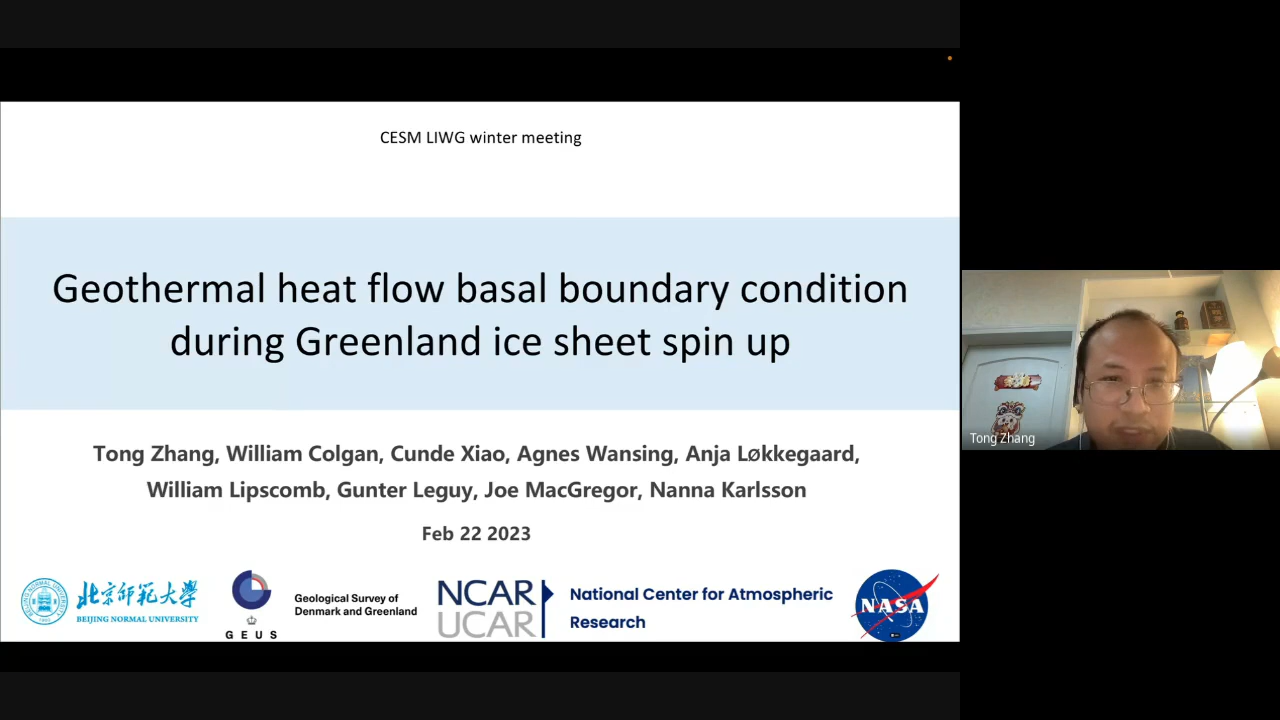 CESM LIWG winter meeting
Geothermal heat flow basal boundary condition
during Greenland ice sheet spin up
Tong Zhang, William Colgan, Cunde Xiao, Agnes Wansing, Anja Løkkegaard,
William Lipscomb, Gunter Leguy, Joe MacGregor, Nanna Karlsson
Feb 22 2023
北京师范大学
BEIJING NORMAL UNIVERSITY
GEUS
Geological Survey of
Denmark and Greenland
NCAR
UCAR
National Center for Atmospheric
Research
NASA
Tong Zhang